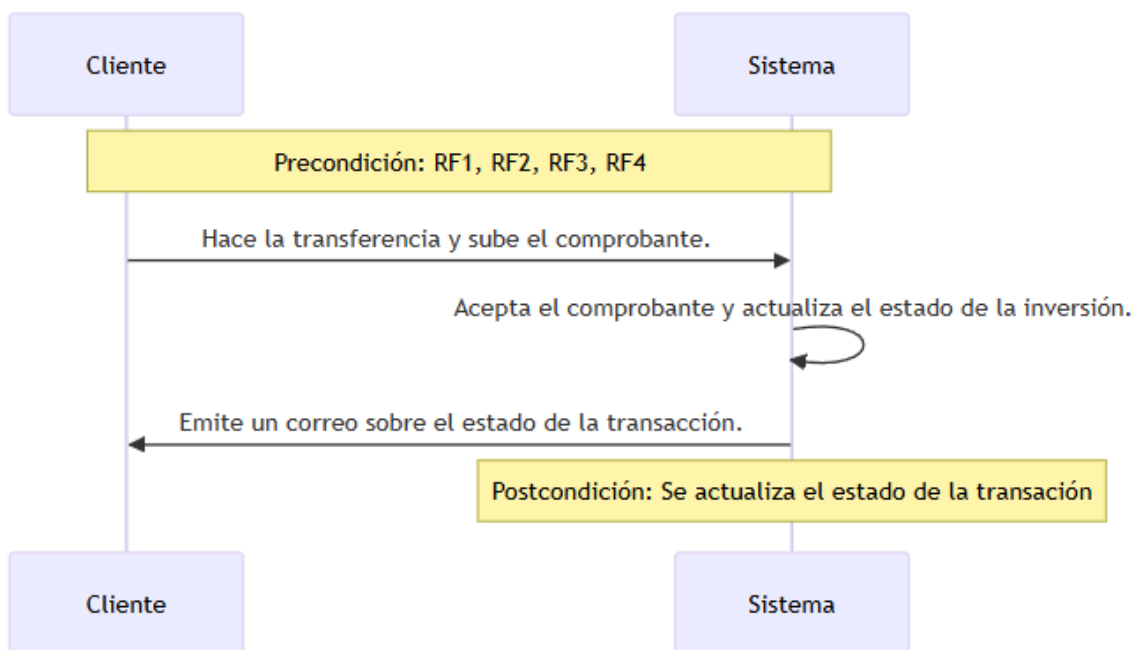 Cliente
Sistema
Precondición: RF1, RF2, RF3, RF4
Hace la transferencia y sube el comprobante.
Acepta el comprobante y actualiza el estado de la inversión.
Emite un correo sobre el estado de la transacción.
Postcondición: Se actualiza el estado de la transación
Cliente
Sistema